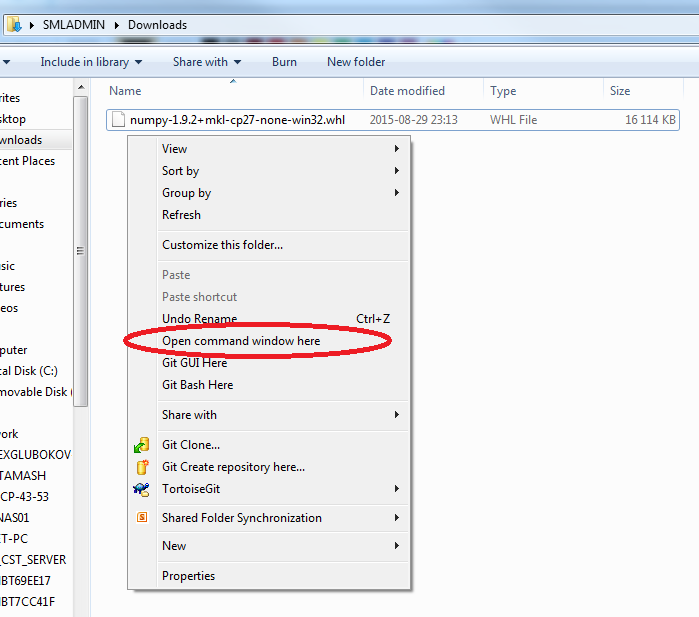 SMLADMIN Downloads
Include in library Share with Burn New folder
Name Date modified Type Size
numpy-1.9.2+mkl-cp27-none-win32.whl 2015-08-29 23:13 WHL File 16 114 KB
rites
sktop
wnloads
cent Places
ries
cuments
sic
tures
eos
puter
cal Disk (C:)
movable Disk (
work
EXGLUBOKOV
TAMASH
CP-43-53
NAS01
T-PC
_CST_SERVER
BT69EE17
BT7CC41F
View
Sort by
Group by
Refresh
Customize this folder...
Paste
Paste shortcut
Undo Rename Ctrl+Z
Open command window here
Git GUI Here
Git Bash Here
Share with
Git Clone...
Git Create repository here...
TortoiseGit
Shared Folder Synchronization
New
Properties